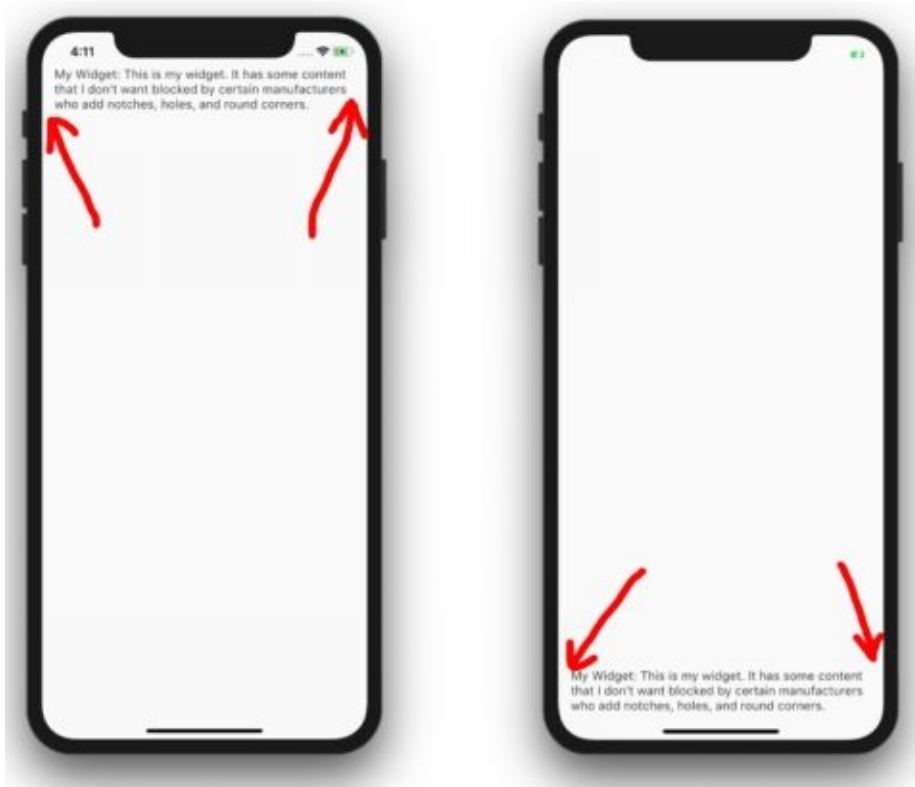 4:11
My Widget: This is my widget. It has some content
that I don't want blocked by certain manufacturers
who add notches, holes, and round corners.
My Widget: This is my widget. It has some content
that I don't want blocked by certain manufacturers
who add notches, holes, and round corners.